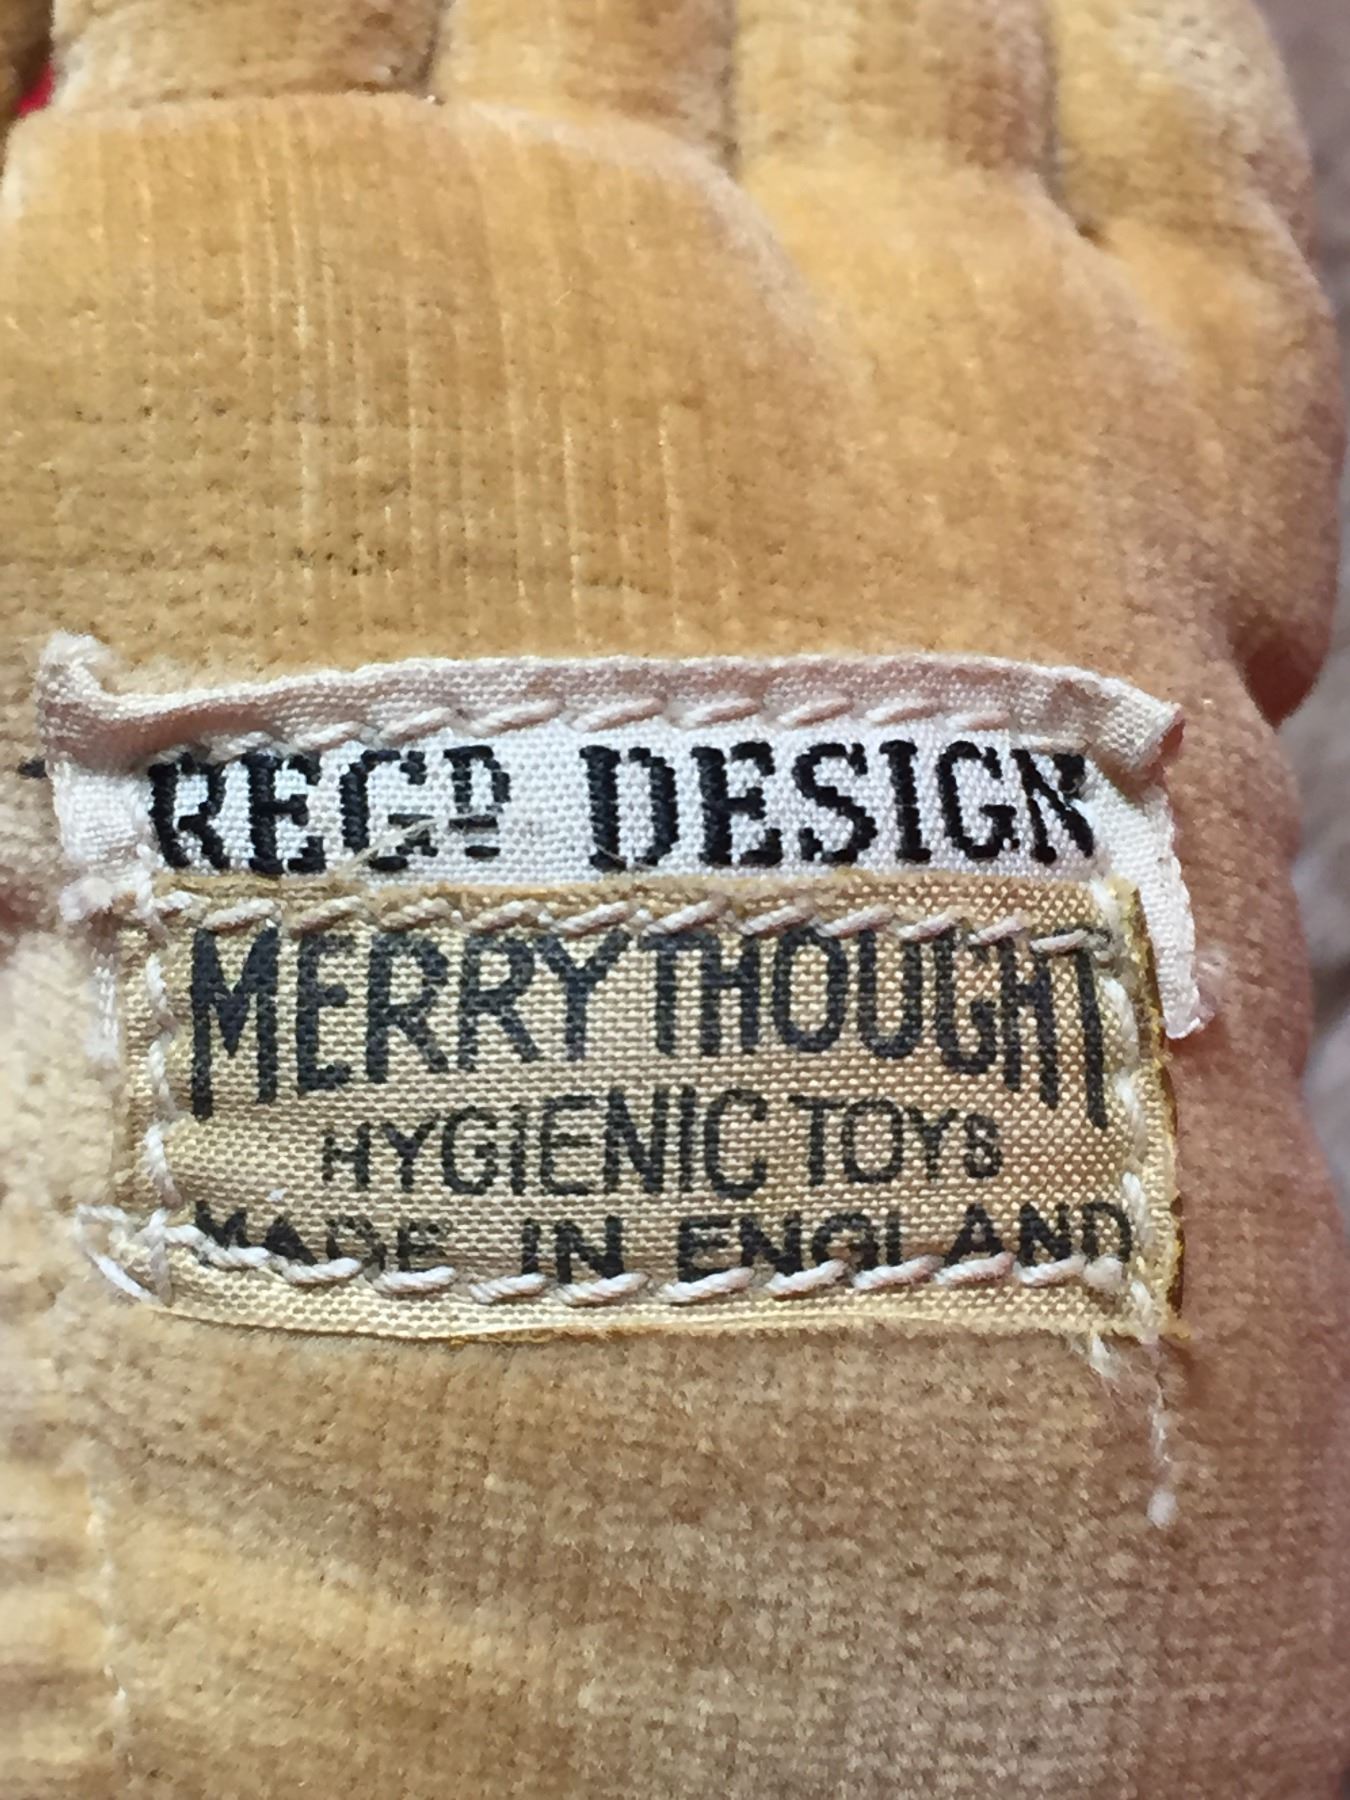 REGᴰ DESIGN
MERRYTHOUGHT
HYGIENIC TOYS
MADE IN ENGLAND